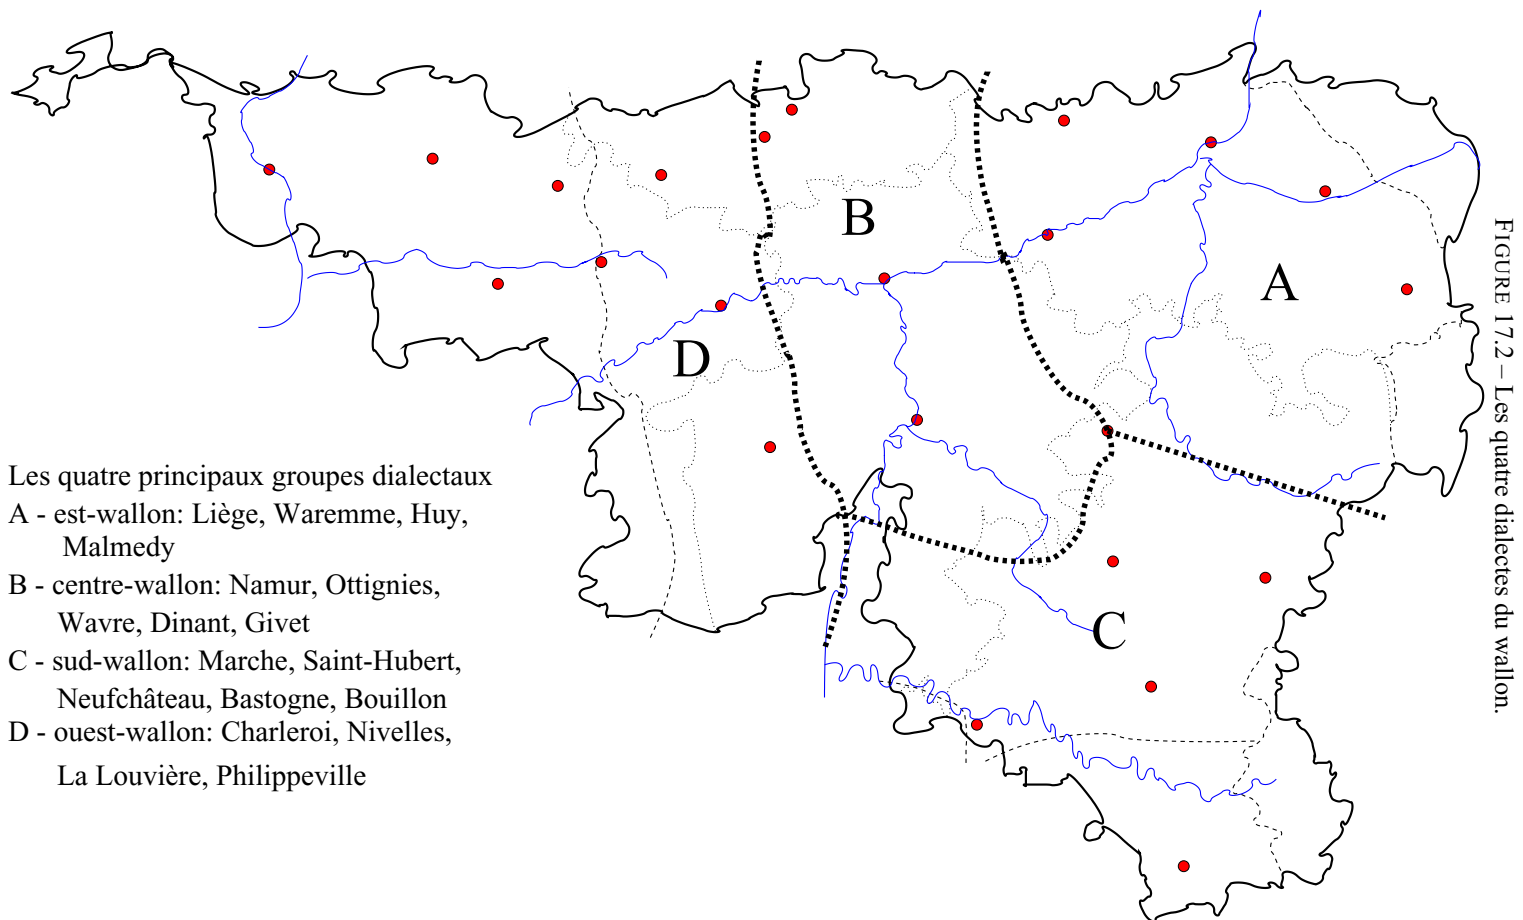 B
A
D
C
Les quatre principaux groupes dialectaux
A - est-wallon: Liège, Waremme, Huy,
Malmedy
B - centre-wallon: Namur, Ottignies,
Wavre, Dinant, Givet
C - sud-wallon: Marche, Saint-Hubert,
Neufchâteau, Bastogne, Bouillon
D - ouest-wallon: Charleroi, Nivelles,
La Louvière, Philippeville
FIGURE 17.2 – Les quatre dialectes du wallon.